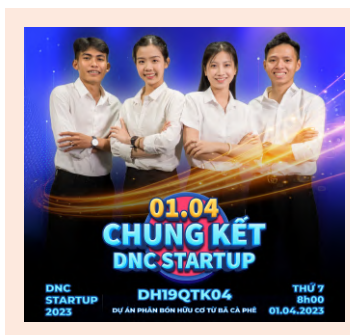 01.04
CHUNG KẾT
DNC STARTUP
DNC
STARTUP
2023
DH19QTK04
DỰ ÁN PHÂN BÓN HỮU CƠ TỪ BÃ CÀ PHÊ
THỨ 7
8h00
01.04.2023